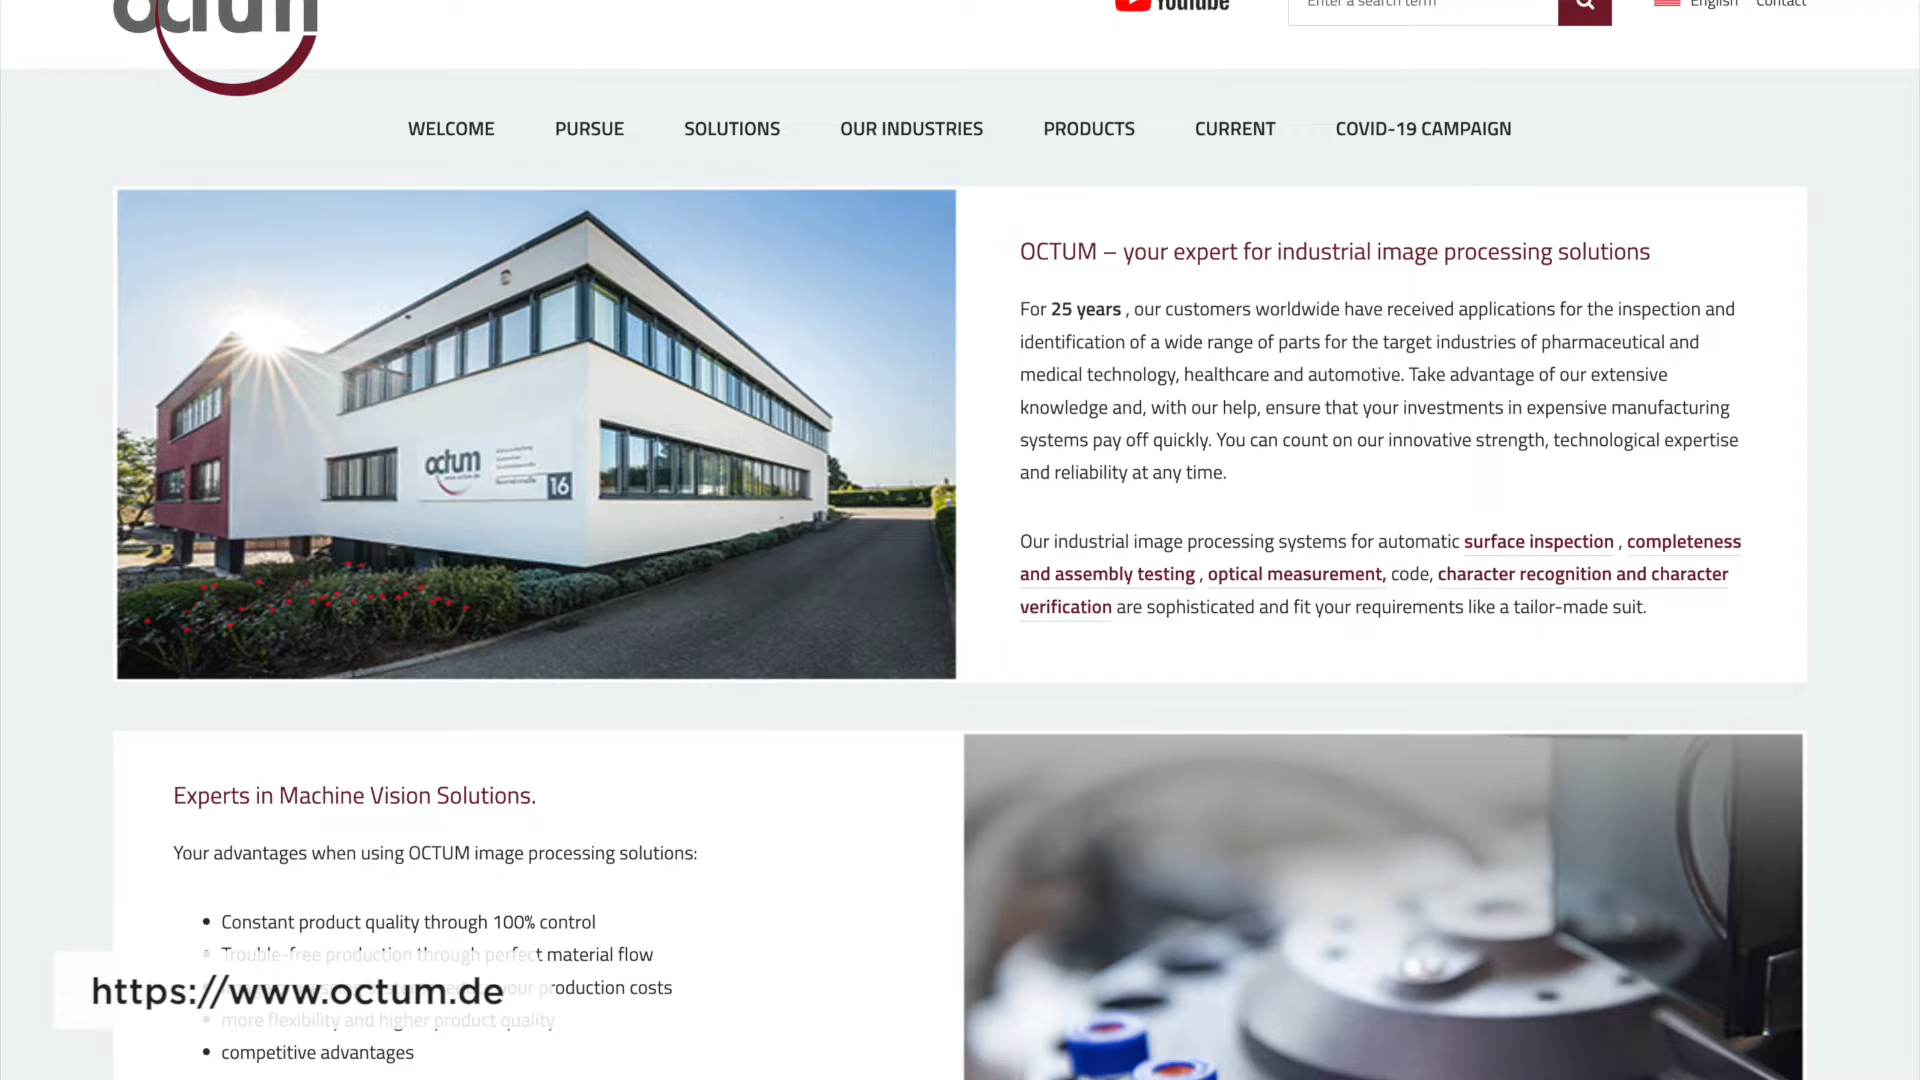 octum
YouTube
Enter a search term
English Contact
WELCOME PURSUE SOLUTIONS OUR INDUSTRIES PRODUCTS CURRENT COVID-19 CAMPAIGN
OCTUM – your expert for industrial image processing solutions
For 25 years , our customers worldwide have received applications for the inspection and
identification of a wide range of parts for the target industries of pharmaceutical and
medical technology, healthcare and automotive. Take advantage of our extensive
knowledge and, with our help, ensure that your investments in expensive manufacturing
systems pay off quickly. You can count on our innovative strength, technological expertise
and reliability at any time.
Our industrial image processing systems for automatic surface inspection , completeness
and assembly testing , optical measurement, code, character recognition and character
verification are sophisticated and fit your requirements like a tailor-made suit.
octum
www.octum.de
16
Experts in Machine Vision Solutions.
Your advantages when using OCTUM image processing solutions:
• Constant product quality through 100% control
• Trouble-free production through perfect material flow
your production costs
https://www.octum.de
• more flexibility and higher product quality
• competitive advantages